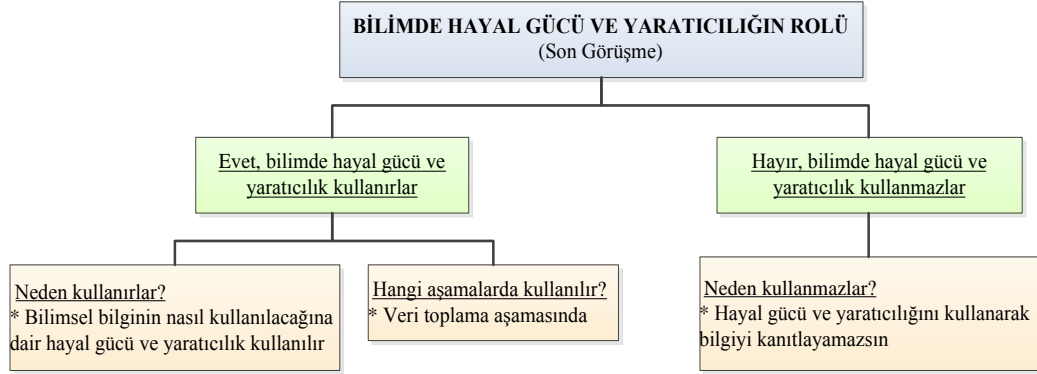 BİLİMDE HAYAL GÜCÜ VE YARATICILIĞIN ROLÜ
(Son Görüşme)
Evet, bilimde hayal gücü ve
yaratıcılık kullanırlar
Hayır, bilimde hayal gücü ve
yaratıcılık kullanmazlar
Neden kullanırlar?
* Bilimsel bilginin nasıl kullanılacağına
dair hayal gücü ve yaratıcılık kullanılır
Hangi aşamalarda kullanılır?
* Veri toplama aşamasında
Neden kullanmazlar?
* Hayal gücü ve yaratıcılığını kullanarak
bilgiyi kanıtlayamazsın